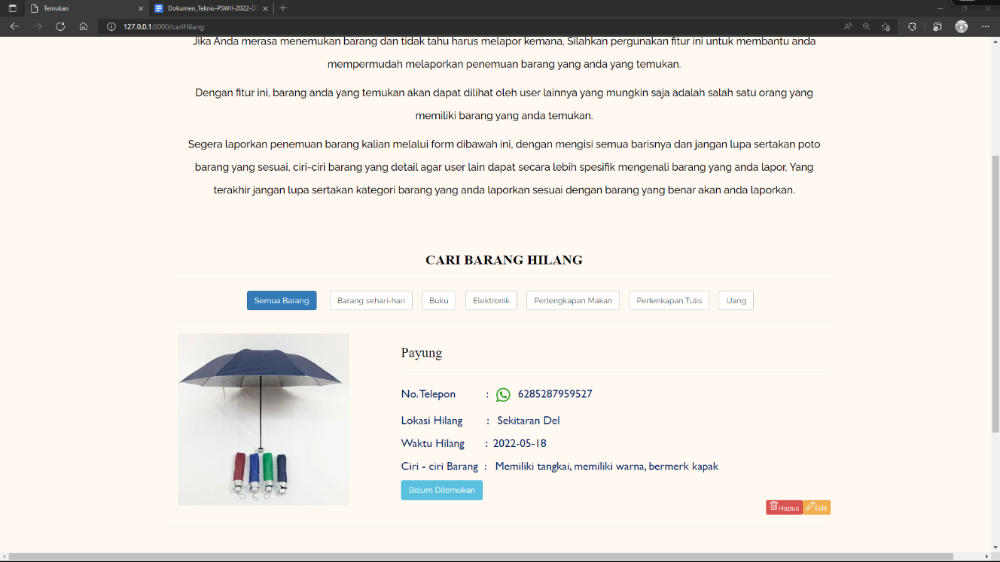 Temukan
Dokumen_Teknis-PSWII-2022-D
127.0.0.1:8000/cariHilang
Jika Anda merasa menemukan barang dan tidak tahu harus melapor kemana, Silahkan pergunakan fitur ini untuk membantu anda
mempermudah melaporkan penemuan barang yang anda yang temukan.
Dengan fitur ini, barang anda yang temukan akan dapat dilihat oleh user lainnya yang mungkin saja adalah salah satu orang yang
memiliki barang yang anda temukan.
Segera laporkan penemuan barang kalian melalui form dibawah ini, dengan mengisi semua barisnya dan jangan lupa sertakan poto
barang yang sesuai, ciri-ciri barang yang detail agar user lain dapat secara lebih spesifik mengenali barang yang anda lapor, Yang
terakhir jangan lupa sertakan kategori barang yang anda laporkan sesuai dengan barang yang benar akan anda laporkan.
CARI BARANG HILANG
Semua Barang Barang sehari-hari Buku Elektronik Perlengkapan Makan Perlenkapan Tulis Uang
Payung
No.Telepon : 6285287959527
Lokasi Hilang : Sekitaran Del
Waktu Hilang : 2022-05-18
Ciri - ciri Barang : Memiliki tangkai, memiliki warna, bermerk kapak
Belum Ditemukan
Hapus Edit